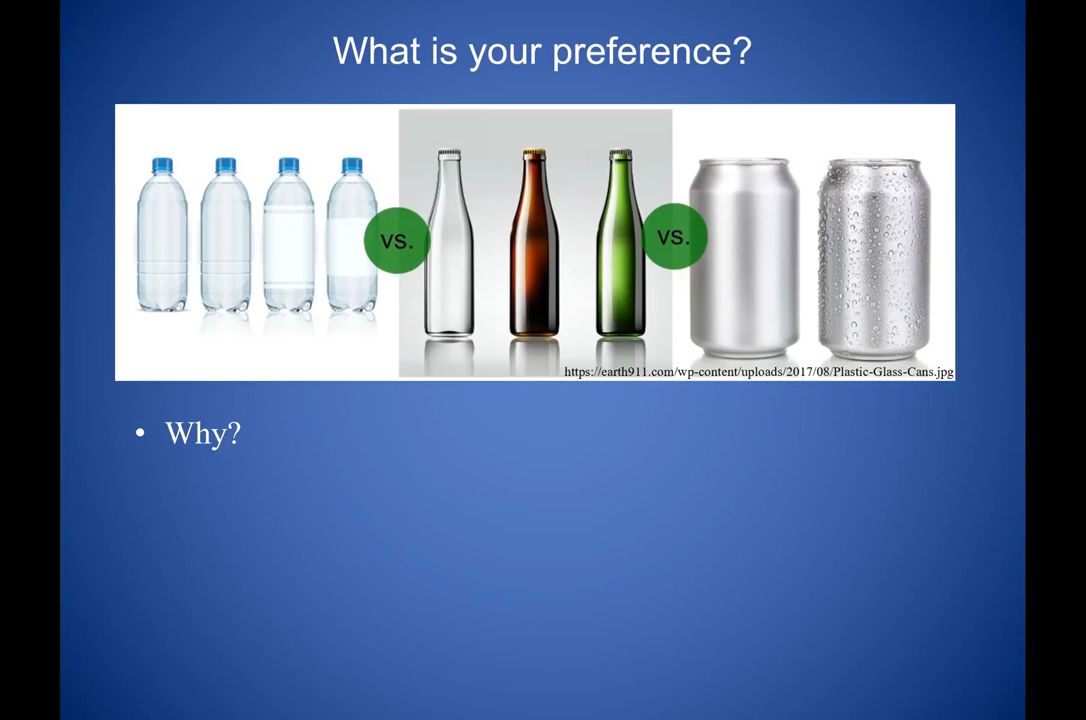 What is your preference?
vs.
vs.
https://earth911.com/wp-content/uploads/2017/08/Plastic-Glass-Cans.jpg
• Why?